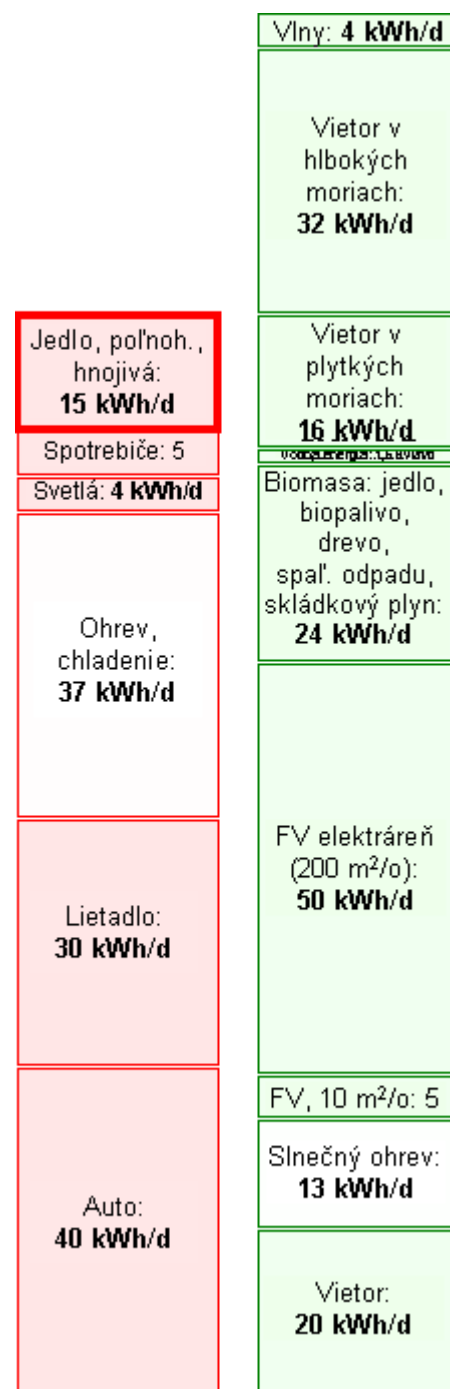 Jedlo, poľnoh.,
hnojivá:
15 kWh/d
Spotrebiče: 5
Svetlá: 4 kWh/d
Ohrev,
chladenie:
37 kWh/d
Lietadlo:
30 kWh/d
Auto:
40 kWh/d
Vlny: 4 kWh/d
Vietor v
hlbokých
moriach:
32 kWh/d
Vietor v
plytkých
moriach:
16 kWh/d
Biomasa: jedlo,
biopalivo,
drevo,
spaľ. odpadu,
skládkový plyn:
24 kWh/d
FV elektráreň
(200 m²/o):
50 kWh/d
FV, 10 m²/o: 5
Slnečný ohrev:
13 kWh/d
Vietor:
20 kWh/d